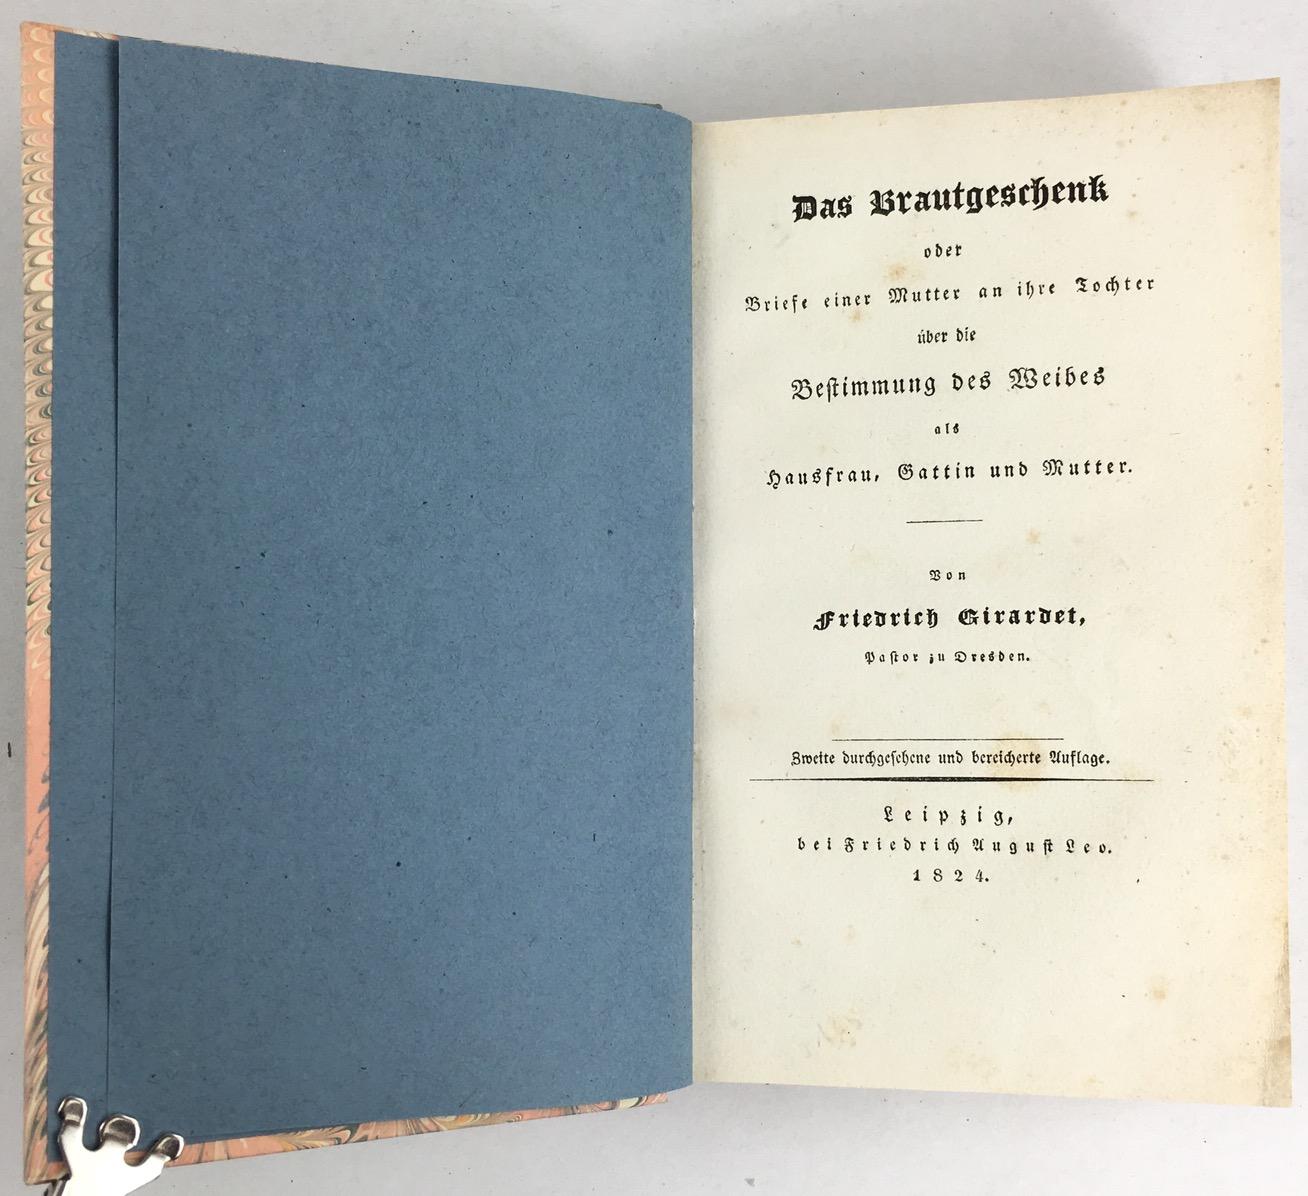 Das Brautgeschenk
oder
Briefe einer Mutter an ihre Tochter
über die
Bestimmung des Weibes
als
Hausfrau, Gattin und Mutter.
Von
Friedrich Girardet,
Pastor zu Dresden.
Zweite durchgesehene und bereicherte Auflage.
Leipzig,
bei Friedrich August Leo.
1824.